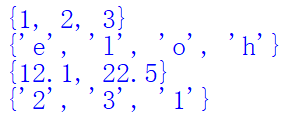 {1, 2, 3}
{'e', 'l', 'o', 'h'}
{12.1, 22.5}
{'2', '3', '1'}